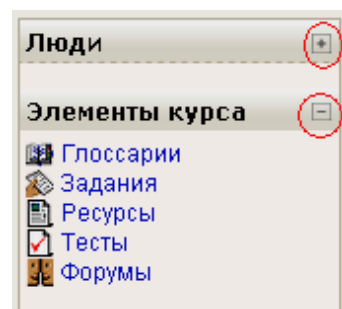 Люди
Элементы курса
Глоссарии
Задания
Ресурсы
Тесты
Форумы